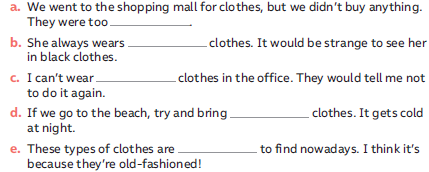 a. We went to the shopping mall for clothes, but we didn't buy anything.
They were too ____________.
b. She always wears ____________ clothes. It would be strange to see her
in black clothes.
c. I can't wear ____________ clothes in the office. They would tell me not
to do it again.
d. If we go to the beach, try and bring ____________ clothes. It gets cold
at night.
e. These types of clothes are ____________ to find nowadays. I think it's
because they're old-fashioned!